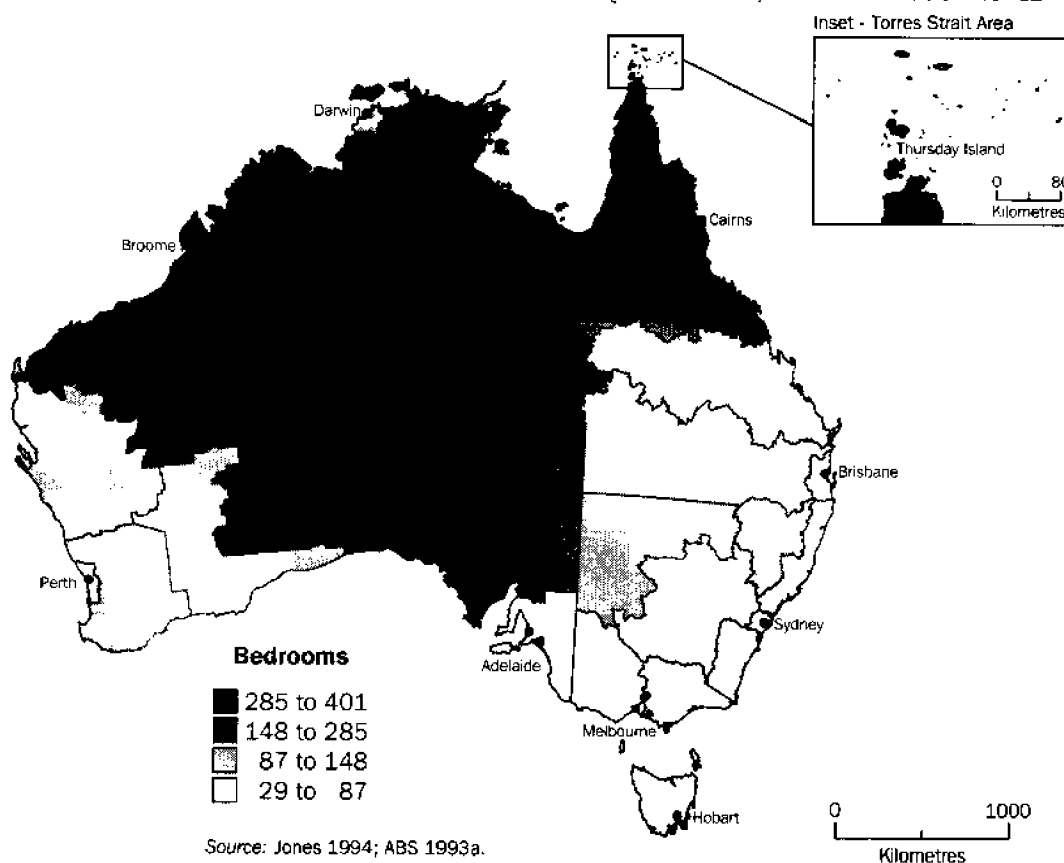 Inset - Torres Strait Area
Darwin
Thursday Island
0 80
Kilometres
Cairns
Broome
Brisbane
Perth
Sydney
Adelaide
Bedrooms
285 to 401
148 to 285
87 to 148
29 to 87
Melbourne
Hobart
0 1000
Kilometres
Source: Jones 1994; ABS 1993a.